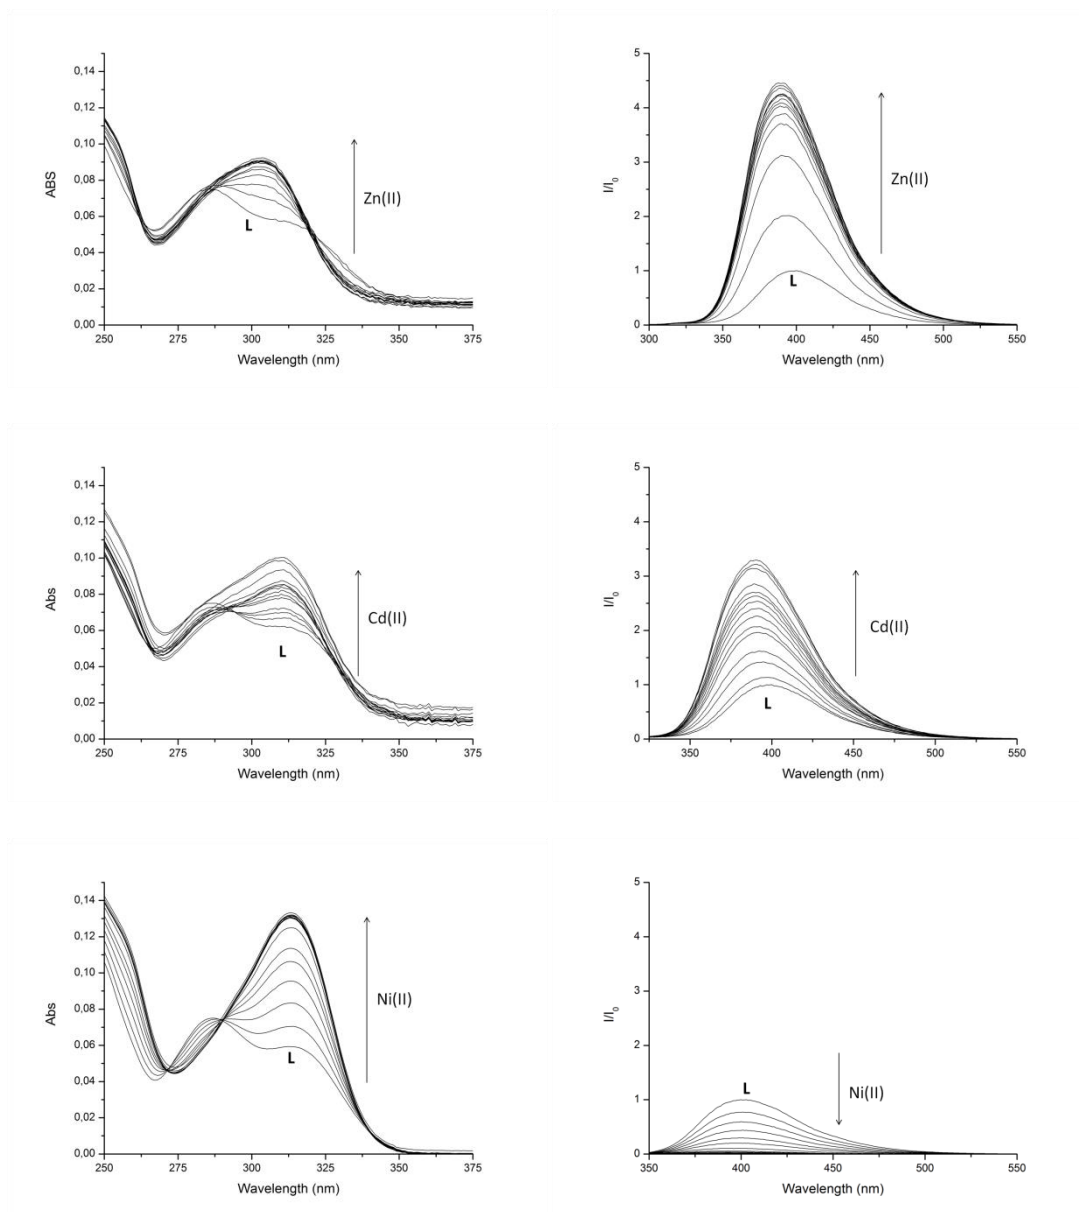 0,14
0,12
0,10
0,08
0,06
0,04
0,02
0,00
ABS
L
Zn(II)
250 275 300 325 350 375
Wavelength (nm)
5
4
3
2
1
0
I/I0
Zn(II)
L
300 350 400 450 500 550
Wavelength (nm)
0,14
0,12
0,10
0,08
0,06
0,04
0,02
0,00
Abs
Cd(II)
L
250 275 300 325 350 375
Wavelength (nm)
5
4
3
2
1
0
I/I0
Cd(II)
L
350 400 450 500 550
Wavelength (nm)
0,14
0,12
0,10
0,08
0,06
0,04
0,02
0,00
Abs
Ni(II)
L
250 275 300 325 350 375
Wavelength (nm)
5
4
3
2
1
0
I/I0
L
Ni(II)
350 400 450 500 550
Wavelength (nm)